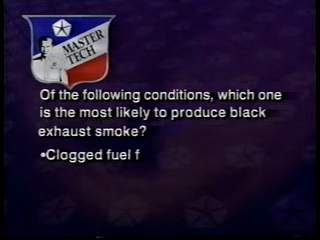 MASTER
TECH
Of the following conditions, which one
is the most likely to produce black
exhaust smoke?
•Clogged fuel f